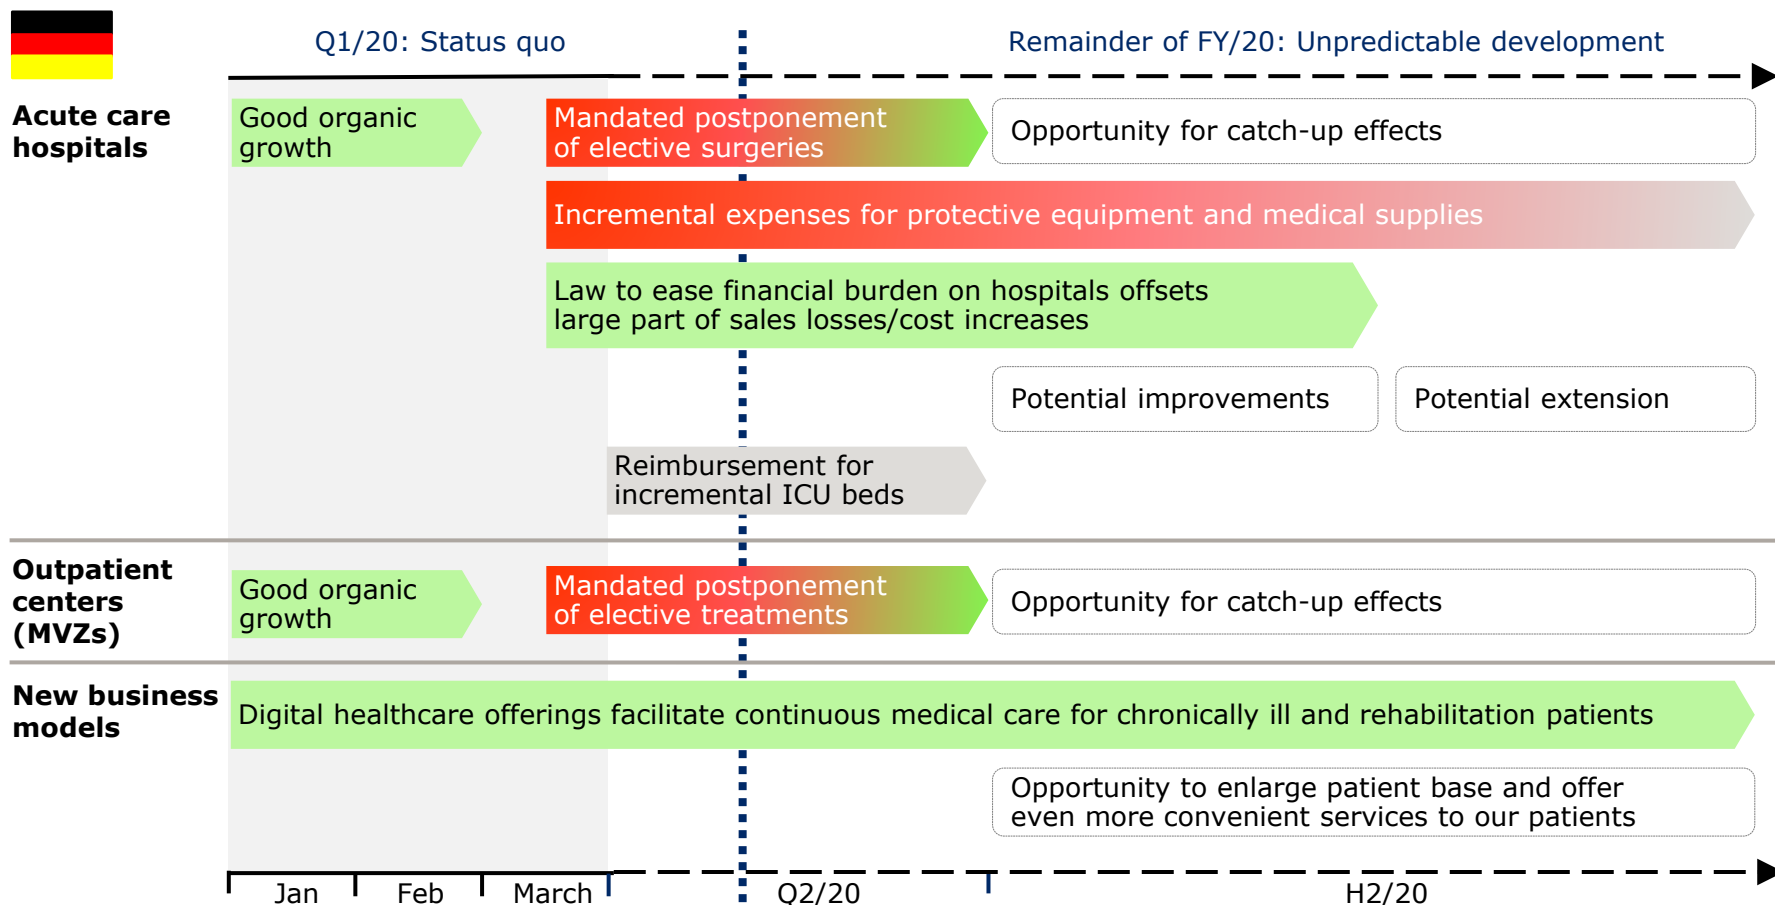 Q1/20: Status quo
Remainder of FY/20: Unpredictable development
Acute care
hospitals
Good organic
growth
Mandated postponement
of elective surgeries
Opportunity for catch-up effects
Incremental expenses for protective equipment and medical supplies
Law to ease financial burden on hospitals offsets
large part of sales losses/cost increases
Potential improvements
Potential extension
Reimbursement for
incremental ICU beds
Outpatient
centers
(MVZs)
Good organic
growth
Mandated postponement
of elective treatments
Opportunity for catch-up effects
New business
models
Digital healthcare offerings facilitate continuous medical care for chronically ill and rehabilitation patients
Opportunity to enlarge patient base and offer
even more convenient services to our patients
Jan
Feb
March
Q2/20
H2/20